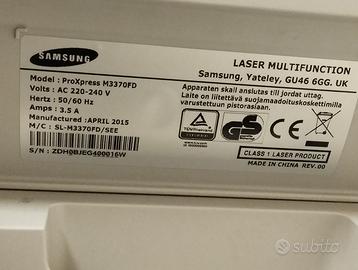 SAMSUNG
LASER MULTIFUNCTION
Samsung, Yateley, GU46 6GG. UK
Model : ProXpress M3370FD
Volts : AC 220-240 V
Hertz : 50/60 Hz
Amps : 3.5 A
Manufactured : APRIL 2015
M/C : SL-M3370FD/SEE
S/N : ZDH0BJEG400016W
Apparaten skall anslutas till jordat uttag.
Laite on liitettävä suojamaadoituskoskettimilla
varustettuun pistorasiaan.
CLASS 1 LASER PRODUCT
MADE IN CHINA REV.00
subito